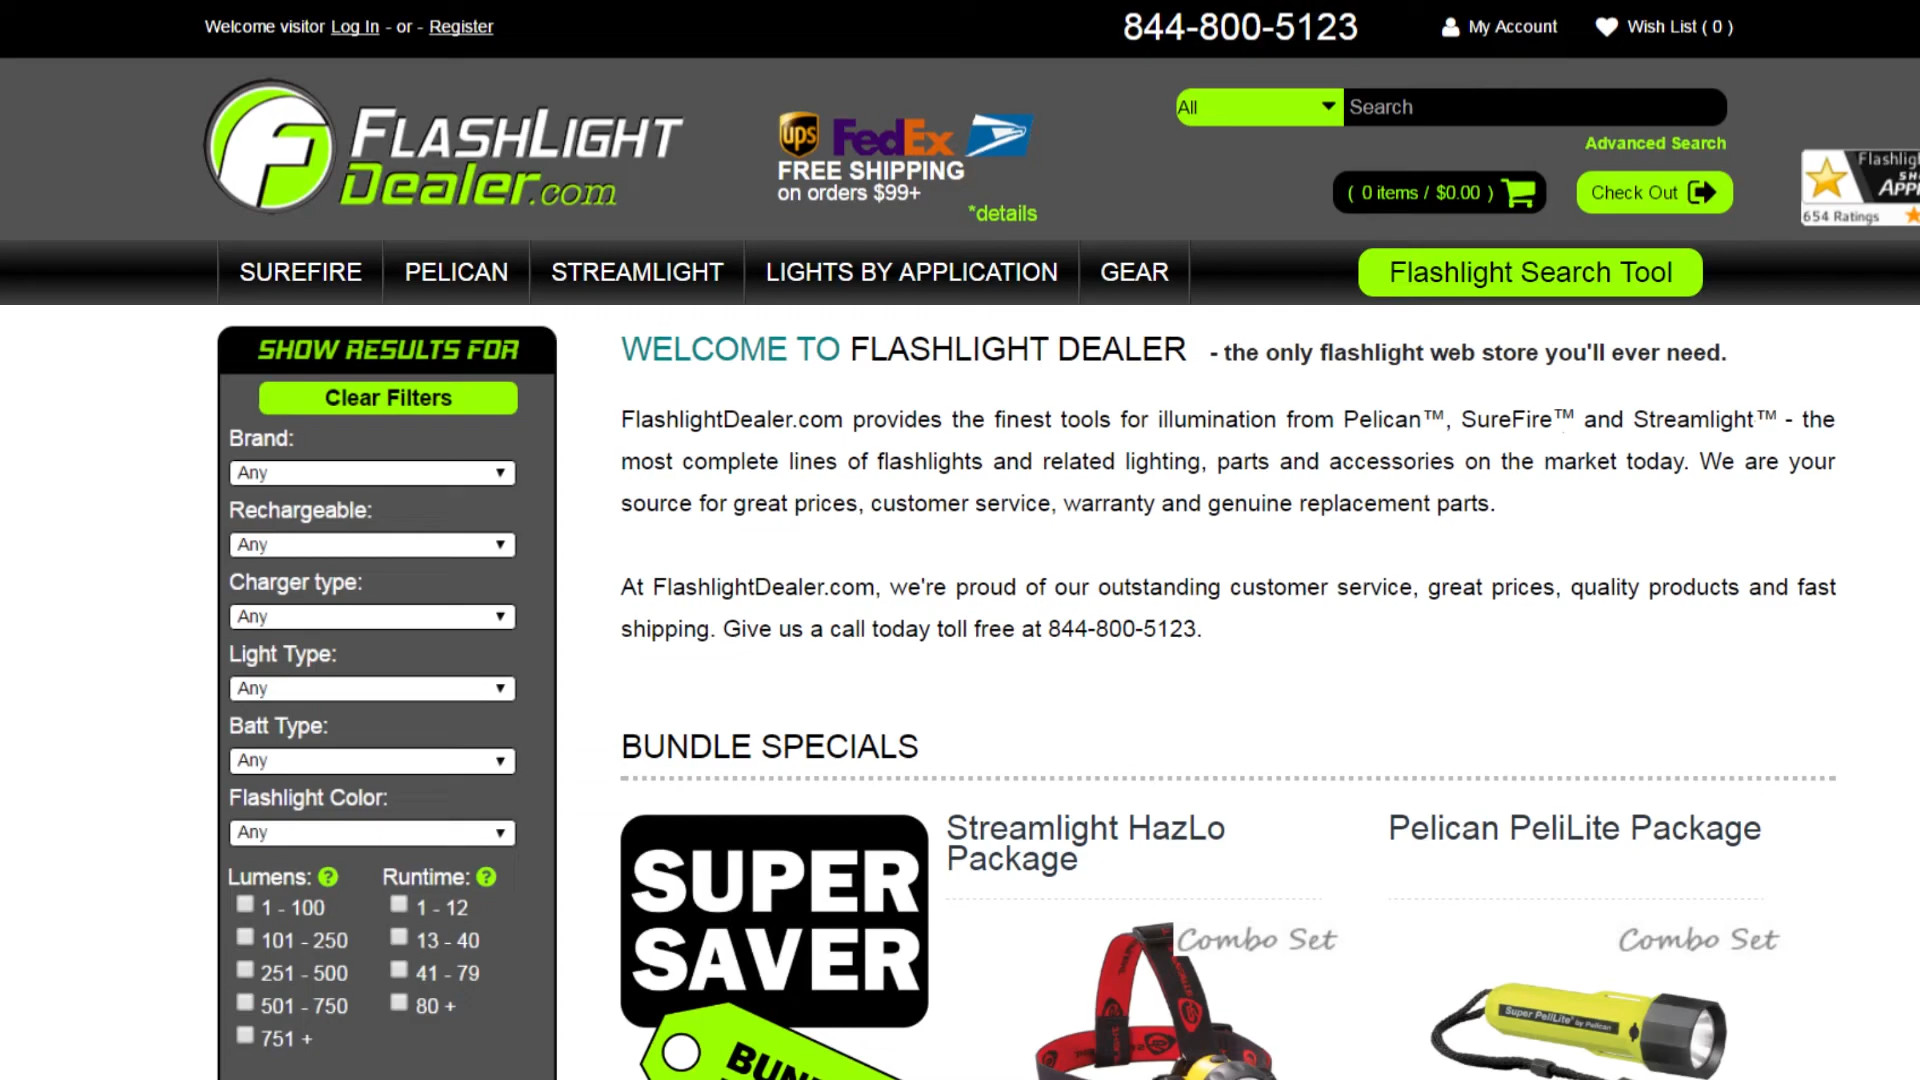 Welcome visitor Log In - or - Register
844-800-5123
My Account
Wish List ( 0 )
FLASHLIGHT
Dealer.com
ups FedEx
FREE SHIPPING
on orders $99+
*details
All
Search
Advanced Search
( 0 items / $0.00 )
Check Out
654 Ratings
SUREFIRE
PELICAN
STREAMLIGHT
LIGHTS BY APPLICATION
GEAR
Flashlight Search Tool
SHOW RESULTS FOR
Clear Filters
Brand:
Any
Rechargeable:
Any
Charger type:
Any
Light Type:
Any
Batt Type:
Any
Flashlight Color:
Any
Lumens: ?
1 - 100
101 - 250
251 - 500
501 - 750
751 +
Runtime: ?
1 - 12
13 - 40
41 - 79
80 +
WELCOME TO FLASHLIGHT DEALER - the only flashlight web store you'll ever need.
FlashlightDealer.com provides the finest tools for illumination from Pelican™, SureFire™ and Streamlight™ - the
most complete lines of flashlights and related lighting, parts and accessories on the market today. We are your
source for great prices, customer service, warranty and genuine replacement parts.
At FlashlightDealer.com, we're proud of our outstanding customer service, great prices, quality products and fast
shipping. Give us a call today toll free at 844-800-5123.
BUNDLE SPECIALS
SUPER
SAVER
Streamlight HazLo
Package
Combo Set
Pelican PeliLite Package
Combo Set
Super PeliLite by Pelican